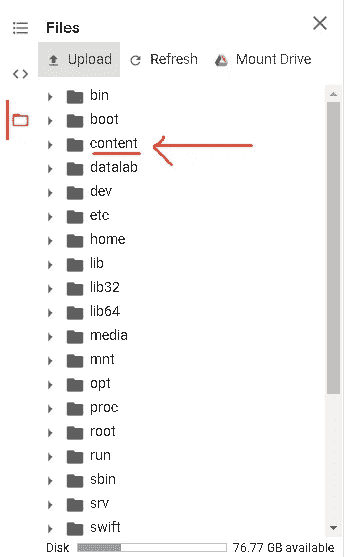 Files
Upload Refresh Mount Drive
bin
boot
content
datalab
dev
etc
home
lib
lib32
lib64
media
mnt
opt
proc
root
run
sbin
srv
swift
Disk 76.77 GB available